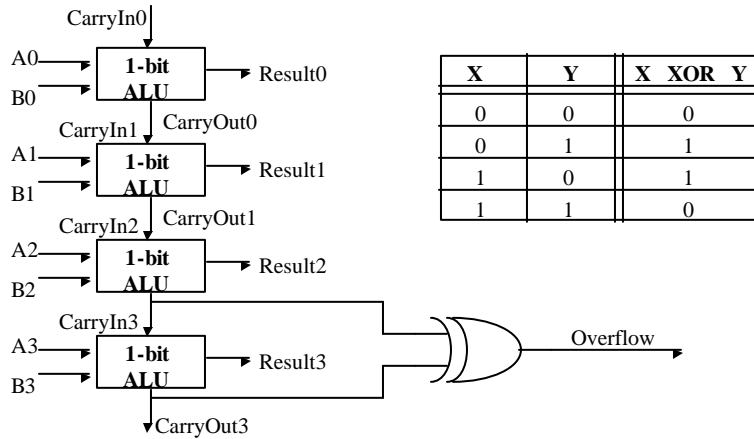 CarryIn0
A0
1-bit
ALU
Result0
B0
CarryOut0
CarryIn1
A1
1-bit
ALU
Result1
B1
CarryOut1
CarryIn2
A2
1-bit
ALU
Result2
B2
CarryIn3
A3
1-bit
ALU
Result3
B3
CarryOut3
Overflow
X Y X XOR Y
0 0 0
0 1 1
1 0 1
1 1 0